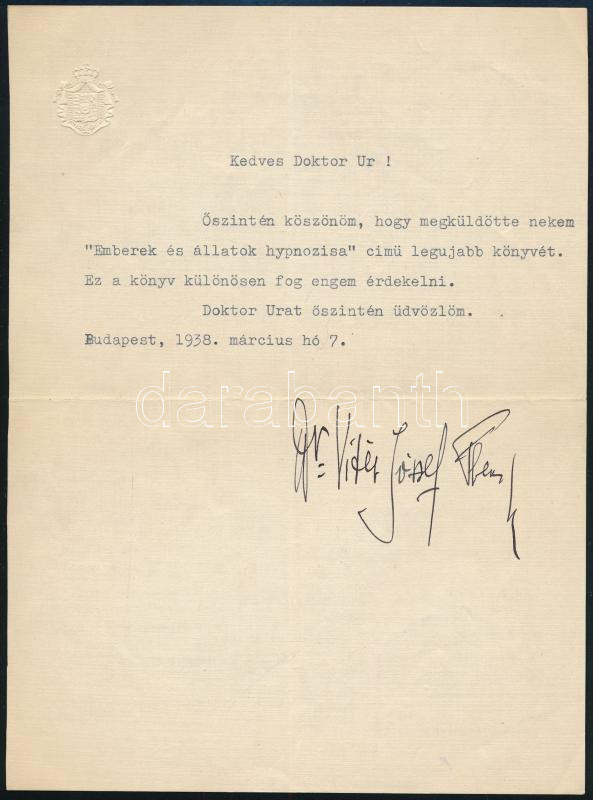 Kedves Doktor Ur !
Őszintén köszönöm, hogy megküldötte nekem
"Emberek és állatok hypnozisa" cimü legujabb könyvét.
Ez a könyv különösen fog engem érdekelni.
Doktor Urat őszintén üdvözlöm.
Budapest, 1938. március hó 7.
darabanth
Dr. Vitéz József Ferenc